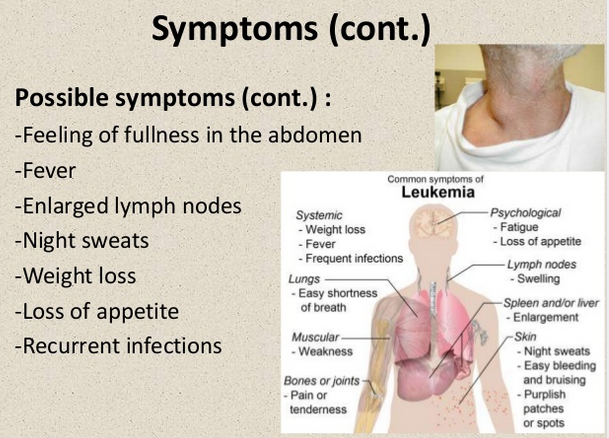 Symptoms (cont.)
Possible symptoms (cont.) :
-Feeling of fullness in the abdomen
-Fever
-Enlarged lymph nodes
-Night sweats
-Weight loss
-Loss of appetite
-Recurrent infections
Common symptoms of
Leukemia
Systemic
- Weight loss
- Fever
- Frequent infections
Lungs
- Easy shortness
of breath
Muscular
- Weakness
Bones or joints
- Pain or
tenderness
Psychological
- Fatigue
- Loss of appetite
Lymph nodes
- Swelling
Spleen and/or liver
- Enlargement
Skin
- Night sweats
- Easy bleeding
and bruising
- Purplish
patches
or spots